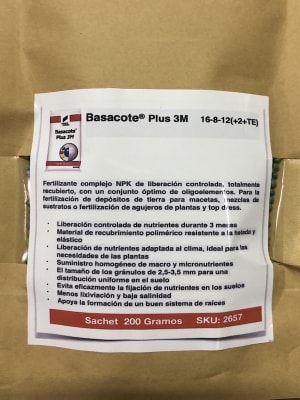 Basacote®
Plus 3M
Basacote® Plus 3M 16-8-12(+2+TE)
Fertilizante complejo NPK de liberación controlada, totalmente
recubierto, con un conjunto óptimo de oligoelementos. Para la
fertilización de depósitos de tierra para macetas, mezclas de
sustratos o fertilización de agujeros de plantas y top dress.
- Liberación controlada de nutrientes durante 3 meses
- Material de recubrimiento polimérico resistente a la helada y
elástico
- Liberación de nutrientes adaptada al clima, ideal para las
necesidades de las plantas
- Suministro homogéneo de macro y micronutrientes
- El tamaño de los gránulos de 2,5-3,5 mm para una
distribución uniforme en el suelo
- Evita eficazmente la fijación de nutrientes en los suelos
- Menos lixiviación y baja salinidad
- Apoya la formación de un buen sistema de raíces
Sachet 200 Gramos SKU: 2657